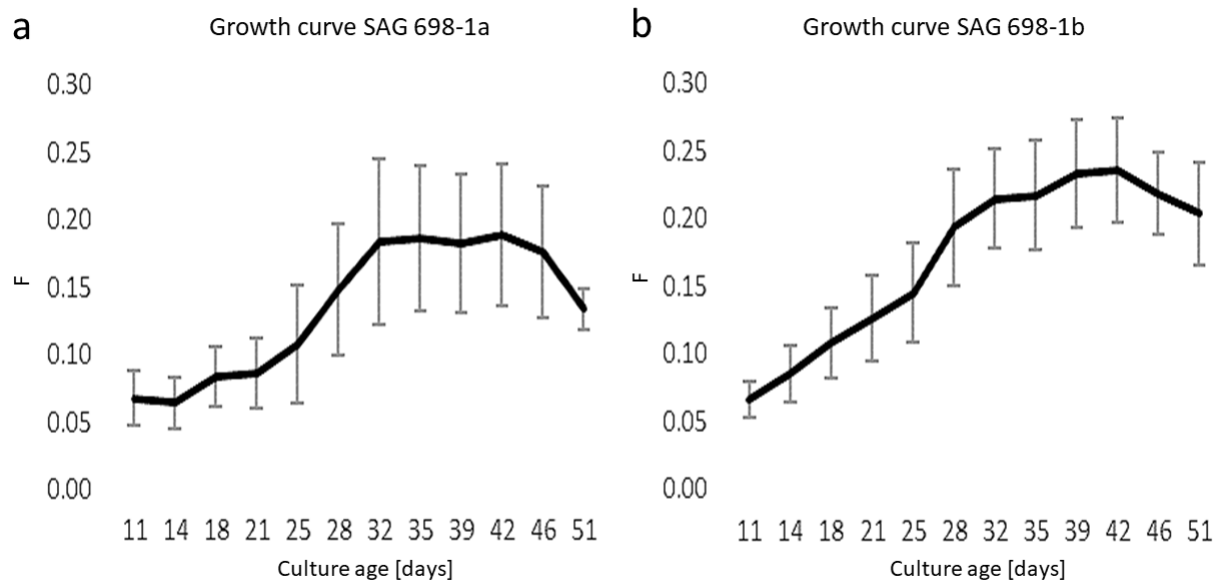 a
Growth curve SAG 698-1a
0.30
0.25
0.20
0.15
0.10
0.05
0.00
F
11 14 18 21 25 28 32 35 39 42 46 51
Culture age [days]
b
Growth curve SAG 698-1b
0.30
0.25
0.20
0.15
0.10
0.05
0.00
F
11 14 18 21 25 28 32 35 39 42 46 51
Culture age [days]